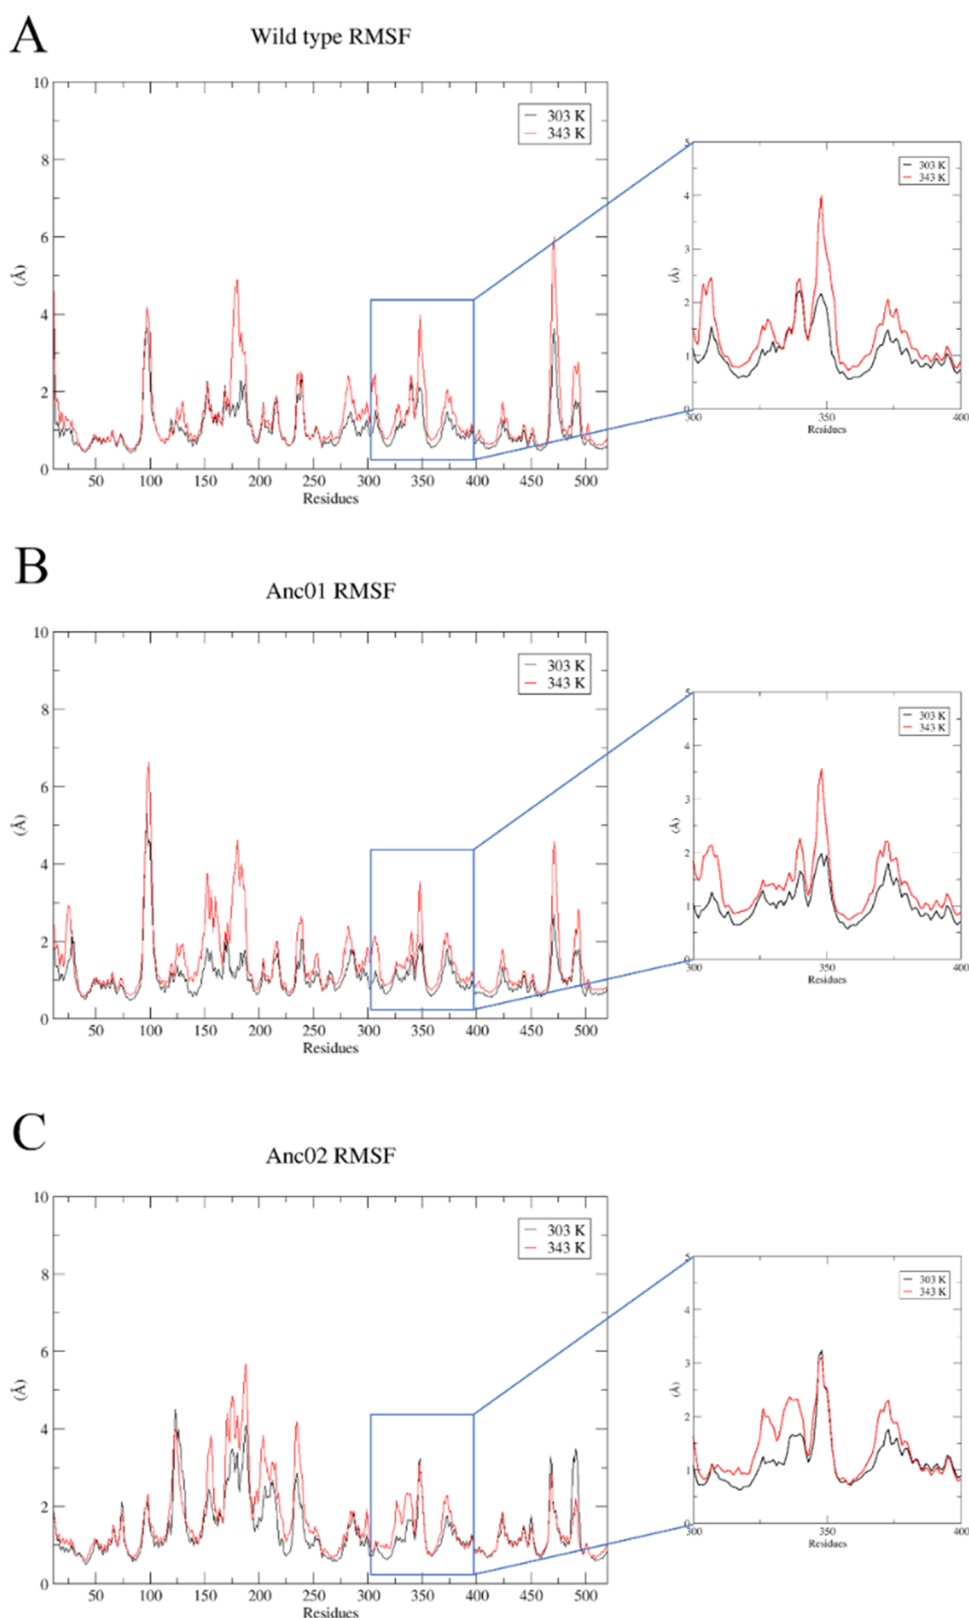 A
Wild type RMSF
10
8
6
4
2
0
(Å)
303 K
343 K
50 100 150 200 250 300 350 400 450 500
Residues
5
4
3
2
1
0
(Å)
303 K
343 K
300 350 400
Residues
B
Anc01 RMSF
10
8
6
4
2
0
(Å)
303 K
343 K
50 100 150 200 250 300 350 400 450 500
Residues
5
4
3
2
1
0
(Å)
303 K
343 K
300 350 400
Residues
C
Anc02 RMSF
10
8
6
4
2
0
(Å)
303 K
343 K
50 100 150 200 250 300 350 400 450 500
Residues
5
4
3
2
1
0
(Å)
303 K
343 K
300 350 400
Residues